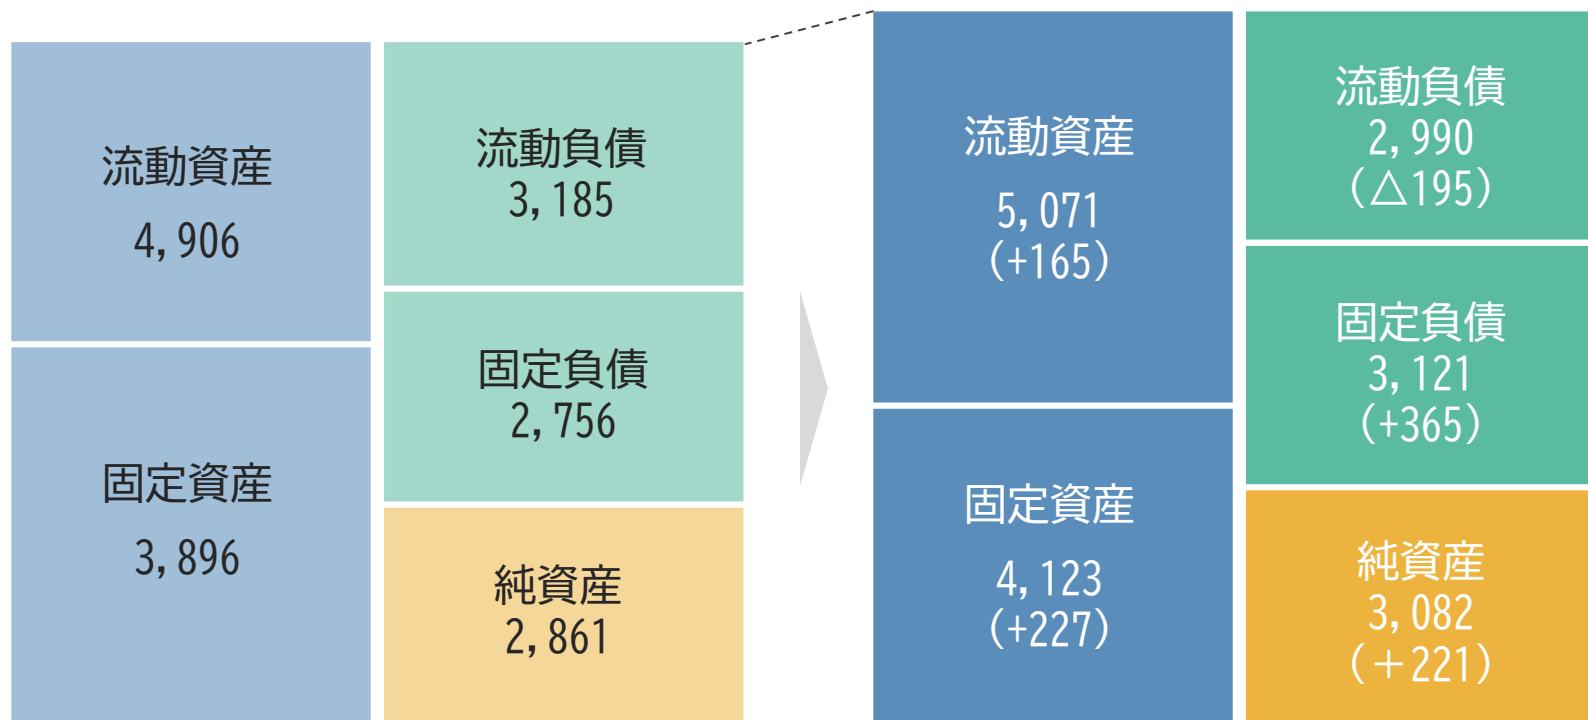 流動資産
4,906
固定資産
3,896
流動負債
3,185
固定負債
2,756
純資産
2,861
流動資産
5,071
(+165)
固定資産
4,123
(+227)
流動負債
2,990
(△195)
固定負債
3,121
(+365)
純資産
3,082
(＋221)